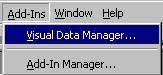 Add-Ins Window Help
Visual Data Manager...
Add-In Manager...